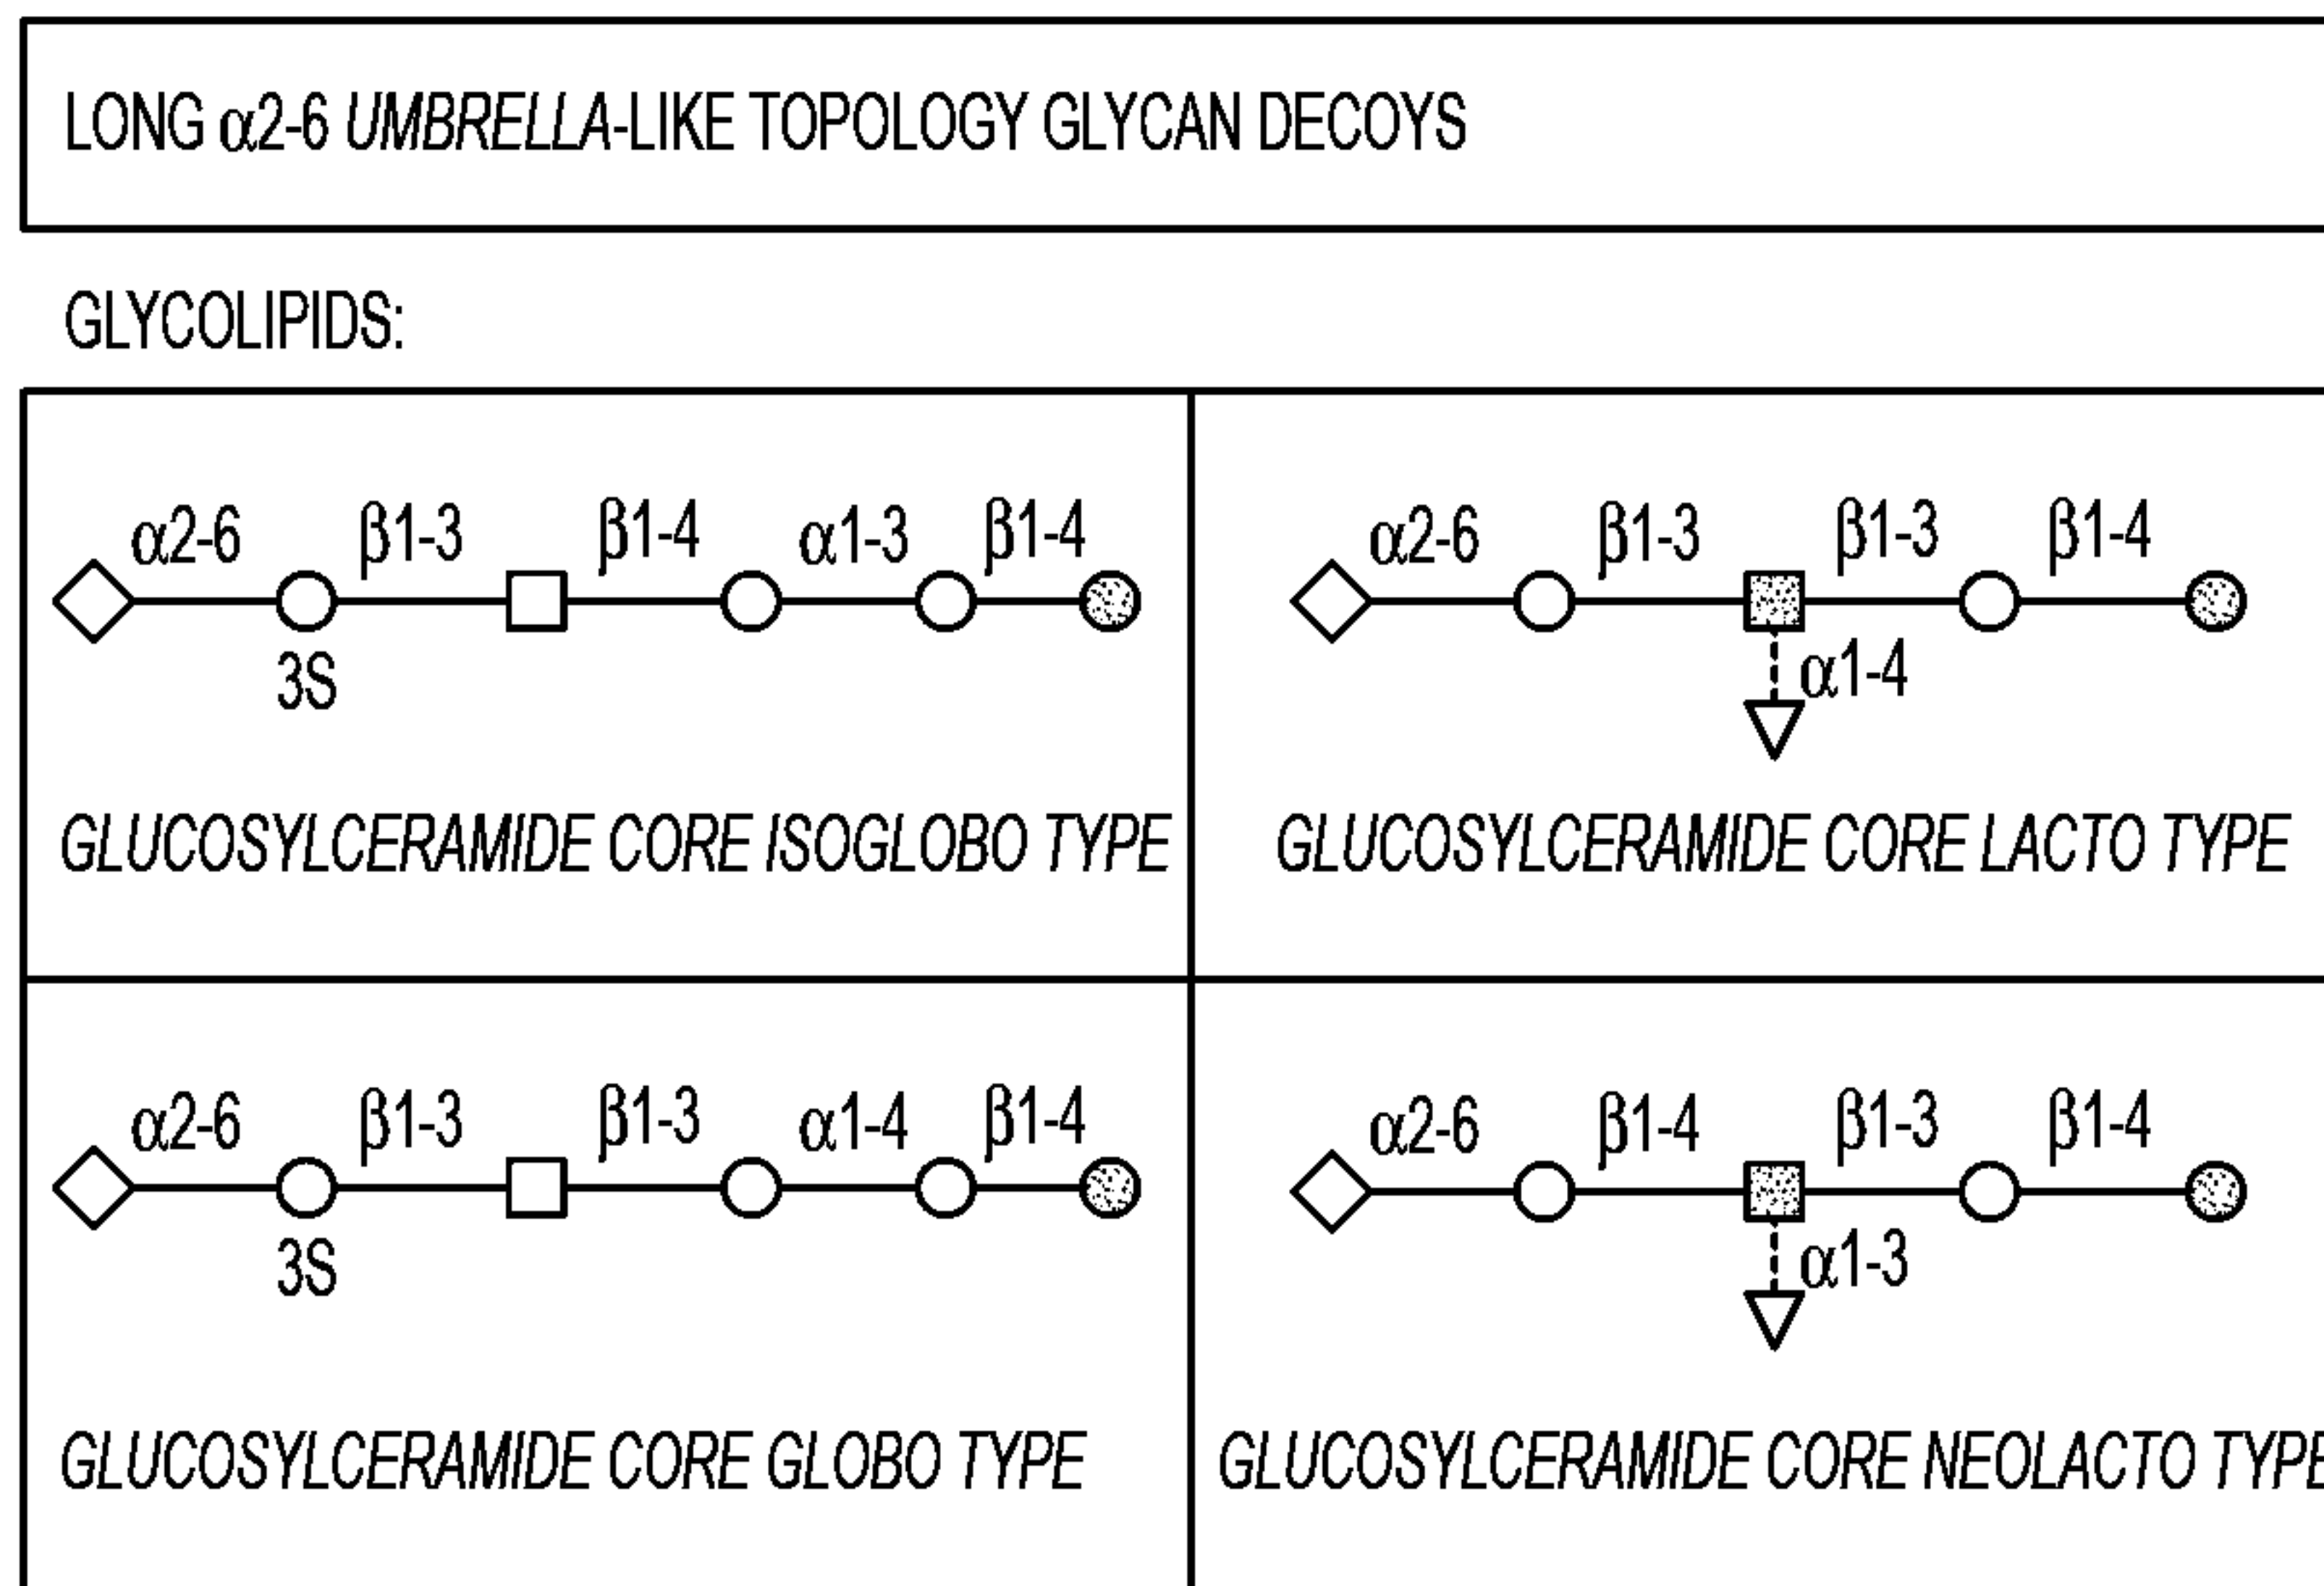 LONG α2-6 UMBRELLA-LIKE TOPOLOGY GLYCAN DECOYS
GLYCOLIPIDS:
α2-6 β1-3 β1-4 α1-3 β1-4
3S
GLUCOSYLCERAMIDE CORE ISOGLOBO TYPE
α2-6 β1-3 β1-3 β1-4
α1-4
GLUCOSYLCERAMIDE CORE LACTO TYPE
α2-6 β1-3 β1-3 α1-4 β1-4
3S
GLUCOSYLCERAMIDE CORE GLOBO TYPE
α2-6 β1-4 β1-3 β1-4
α1-3
GLUCOSYLCERAMIDE CORE NEOLACTO TYPE